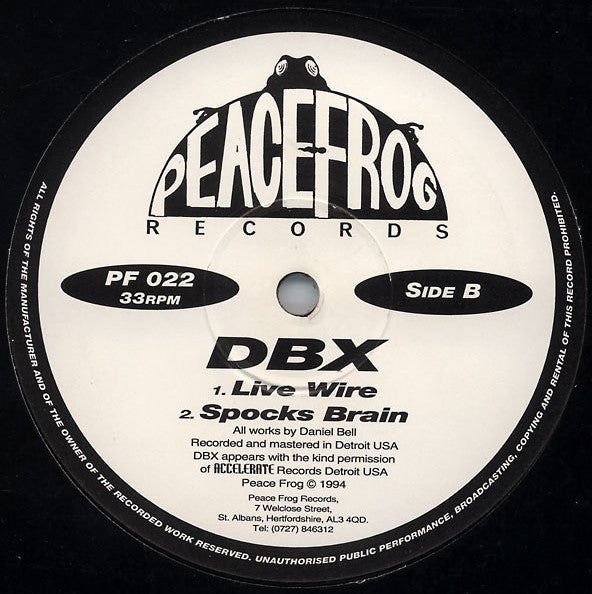 PEACEFROG
RECORDS
PF 022
33RPM
SIDE B
DBX
1. Live Wire
2. Spocks Brain
All works by Daniel Bell
Recorded and mastered in Detroit USA
DBX appears with the kind permission
of ACCELERATE Records Detroit USA
Peace Frog © 1994
Peace Frog Records,
7 Welclose Street,
St. Albans, Hertfordshire, AL3 4QD.
Tel: (0727) 846312
ALL RIGHTS OF THE MANUFACTURER AND OF THE OWNER OF THE RECORDED WORK RESERVED. UNAUTHORISED PUBLIC PERFORMANCE, BROADCASTING, COPYING AND RENTAL OF THIS RECORD PROHIBITED.